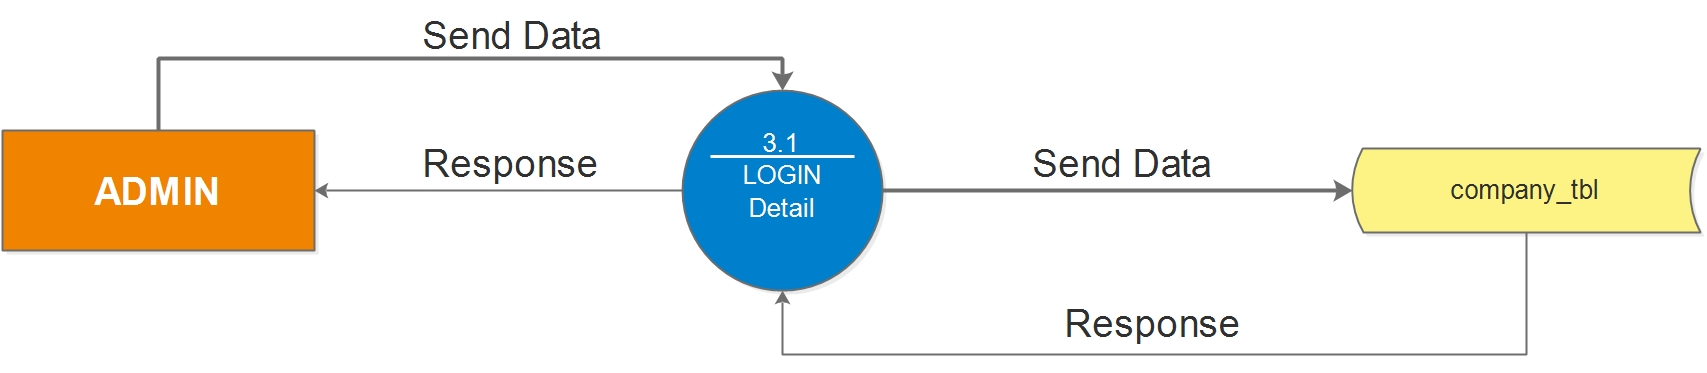 Send Data
ADMIN
Response
3.1
LOGIN
Detail
Send Data
company_tbl
Response